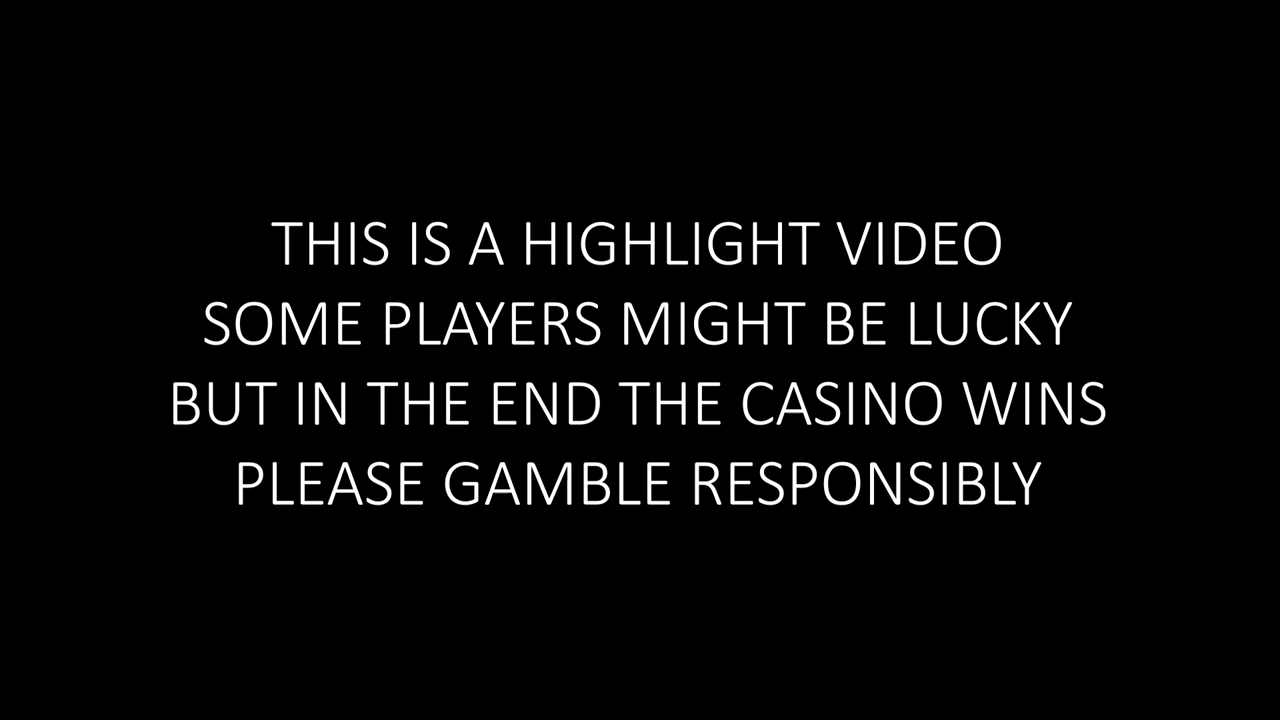 THIS IS A HIGHLIGHT VIDEO
SOME PLAYERS MIGHT BE LUCKY
BUT IN THE END THE CASINO WINS
PLEASE GAMBLE RESPONSIBLY